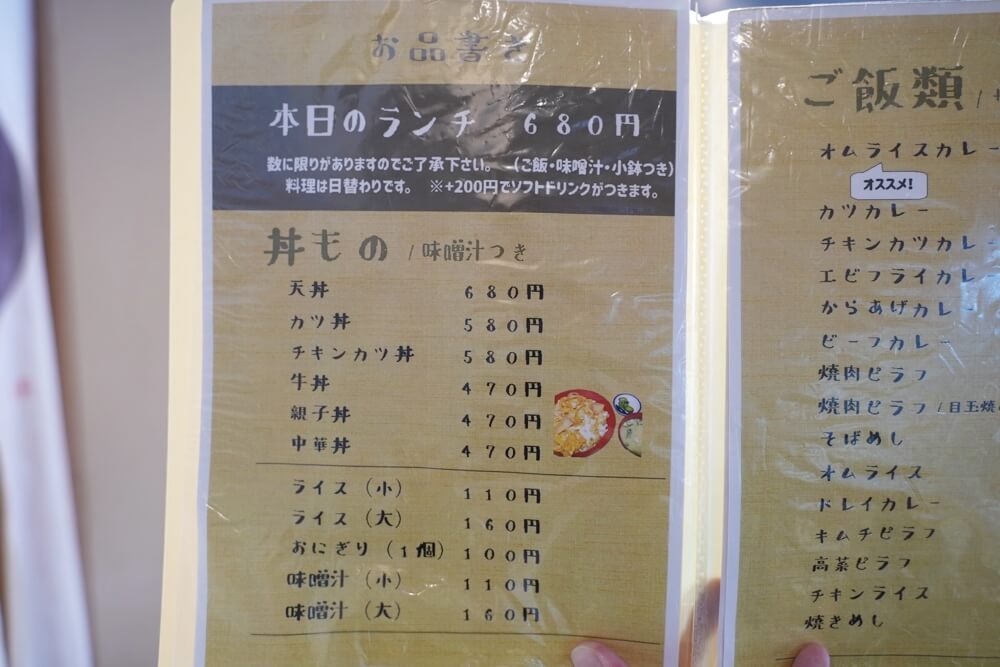 お品書き
本日のランチ 680円
数に限りがありますのでご了承下さい。 （ご飯・味噌汁・小鉢つき）
料理は日替わりです。 ※+200円でソフトドリンクがつきます。
丼もの / 味噌汁つき
天丼 680円
カツ丼 580円
チキンカツ丼 580円
牛丼 470円
親子丼 470円
中華丼 470円
ライス（小） 110円
ライス（大） 160円
おにぎり（1個） 100円
味噌汁（小） 110円
味噌汁（大） 160円
ご飯類 /
オムライスカレー
オススメ!
カツカレー
チキンカツカレー
エビフライカレー
からあげカレー
ビーフカレー
焼肉ピラフ
焼肉ピラフ / 目玉焼
そばめし
オムライス
ドレイカレー
キムチピラフ
高菜ピラフ
チキンライス
焼きめし